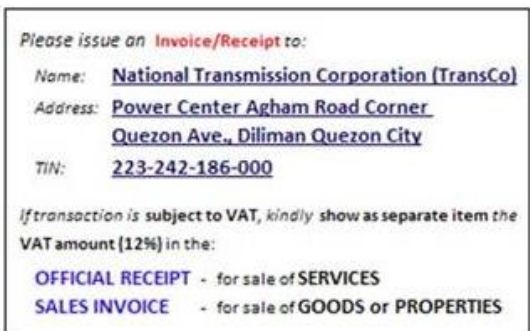 Please issue an Invoice/Receipt to:
Name: National Transmission Corporation (TransCo)
Address: Power Center Agham Road Corner
Quezon Ave., Diliman Quezon City
TIN: 223-242-186-000
If transaction is subject to VAT, kindly show as separate item the
VAT amount (12%) in the:
OFFICIAL RECEIPT - for sale of SERVICES
SALES INVOICE - for sale of GOODS or PROPERTIES